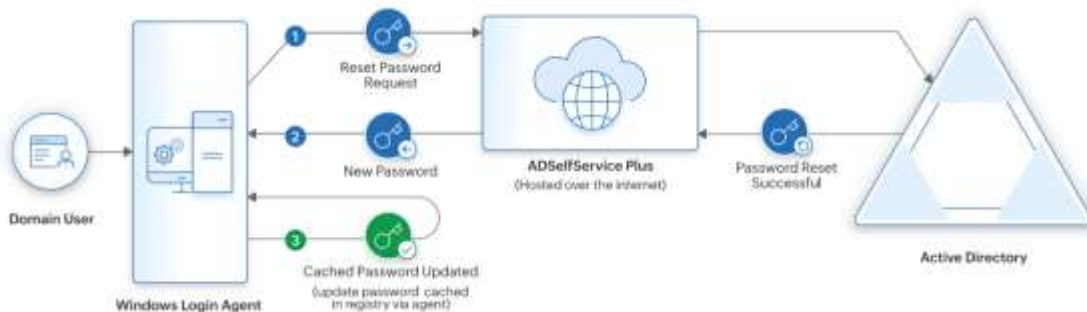 1
Reset Password
Request
2
New Password
ADSelfService Plus
(Hosted over the internet)
Password Reset
Successful
Domain User
3
Cached Password Updated
(update password cached
in registry via agent)
Windows Login Agent
Active Directory